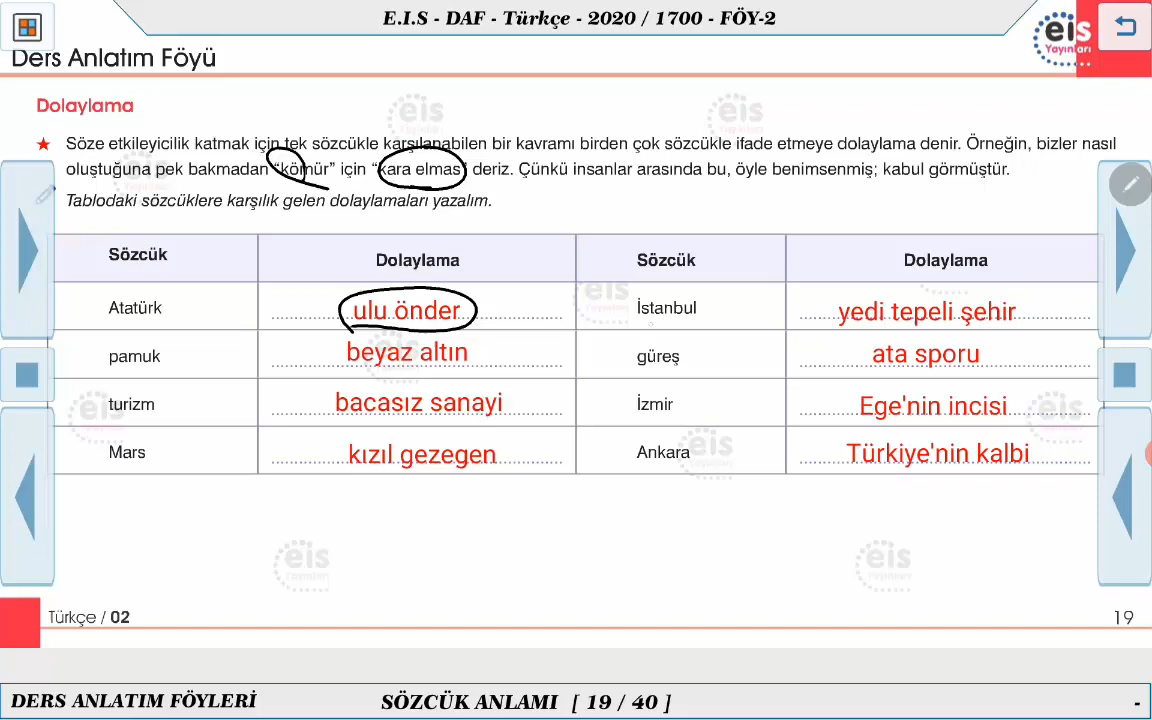 E.I.S - DAF - Türkçe - 2020 / 1700 - FÖY-2
Ders Anlatım Föyü
eis
Yayınları
Dolaylama
★ Söze etkileyicilik katmak için tek sözcükle karşılanabilen bir kavramı birden çok sözcükle ifade etmeye dolaylama denir. Örneğin, bizler nasıl
oluştuğuna pek bakmadan “kömür” için “kara elmas” deriz. Çünkü insanlar arasında bu, öyle benimsenmiş; kabul görmüştür.
Tablodaki sözcüklere karşılık gelen dolaylamaları yazalım.
Sözcük Dolaylama Sözcük Dolaylama
Atatürk ulu önder İstanbul yedi tepeli şehir
pamuk beyaz altın güreş ata sporu
turizm bacasız sanayi İzmir Ege'nin incisi
Mars kızıl gezegen Ankara Türkiye'nin kalbi
Türkçe / 02 19
DERS ANLATIM FÖYLERİ SÖZCÜK ANLAMI [ 19 / 40 ] -